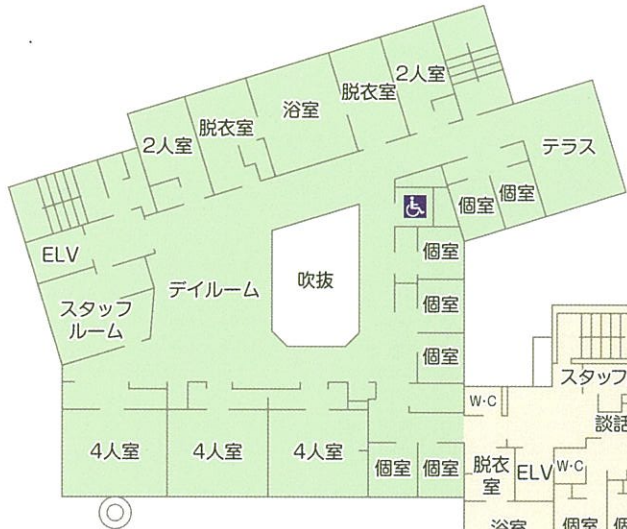 2人室
脱衣室
浴室
脱衣室
2人室
テラス
個室
個室
ELV
スタッフ
ルーム
デイルーム
吹抜
個室
個室
個室
4人室
4人室
4人室
個室
個室
スタッフ
W·C
談話
脱衣
室
ELV
W·C
浴室
個室